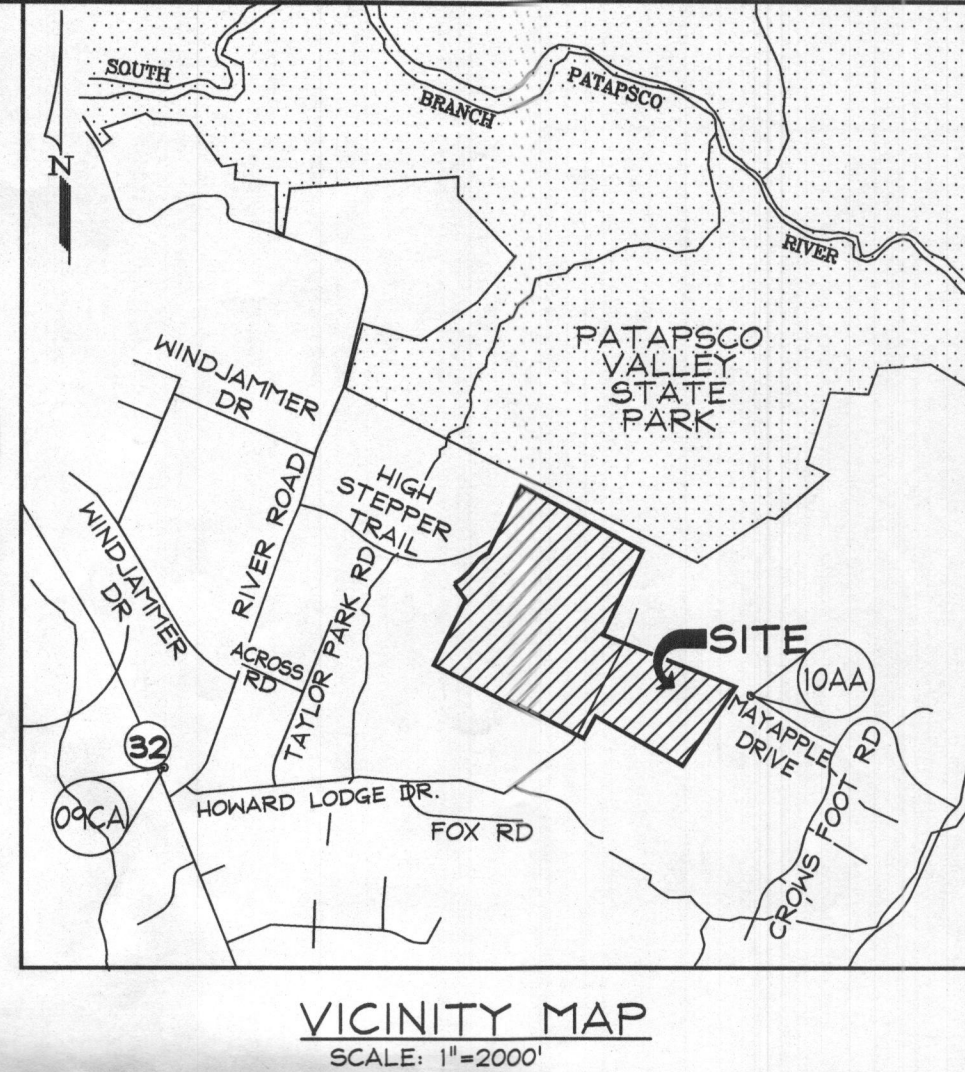 SOUTH
BRANCH
PATAPSCO
RIVER
N
PATAPSCO
VALLEY
STATE
PARK
WINDJAMMER
DR
HIGH
STEPPER
TRAIL
RIVER ROAD
WINDJAMMER
DR
TAYLOR PARK RD
ACROSS
RD
SITE
10AA
MAYAPPLE
DRIVE
CROWS FOOT RD
32
09CA
HOWARD LODGE DR.
FOX RD
VICINITY MAP
SCALE: 1"=2000'